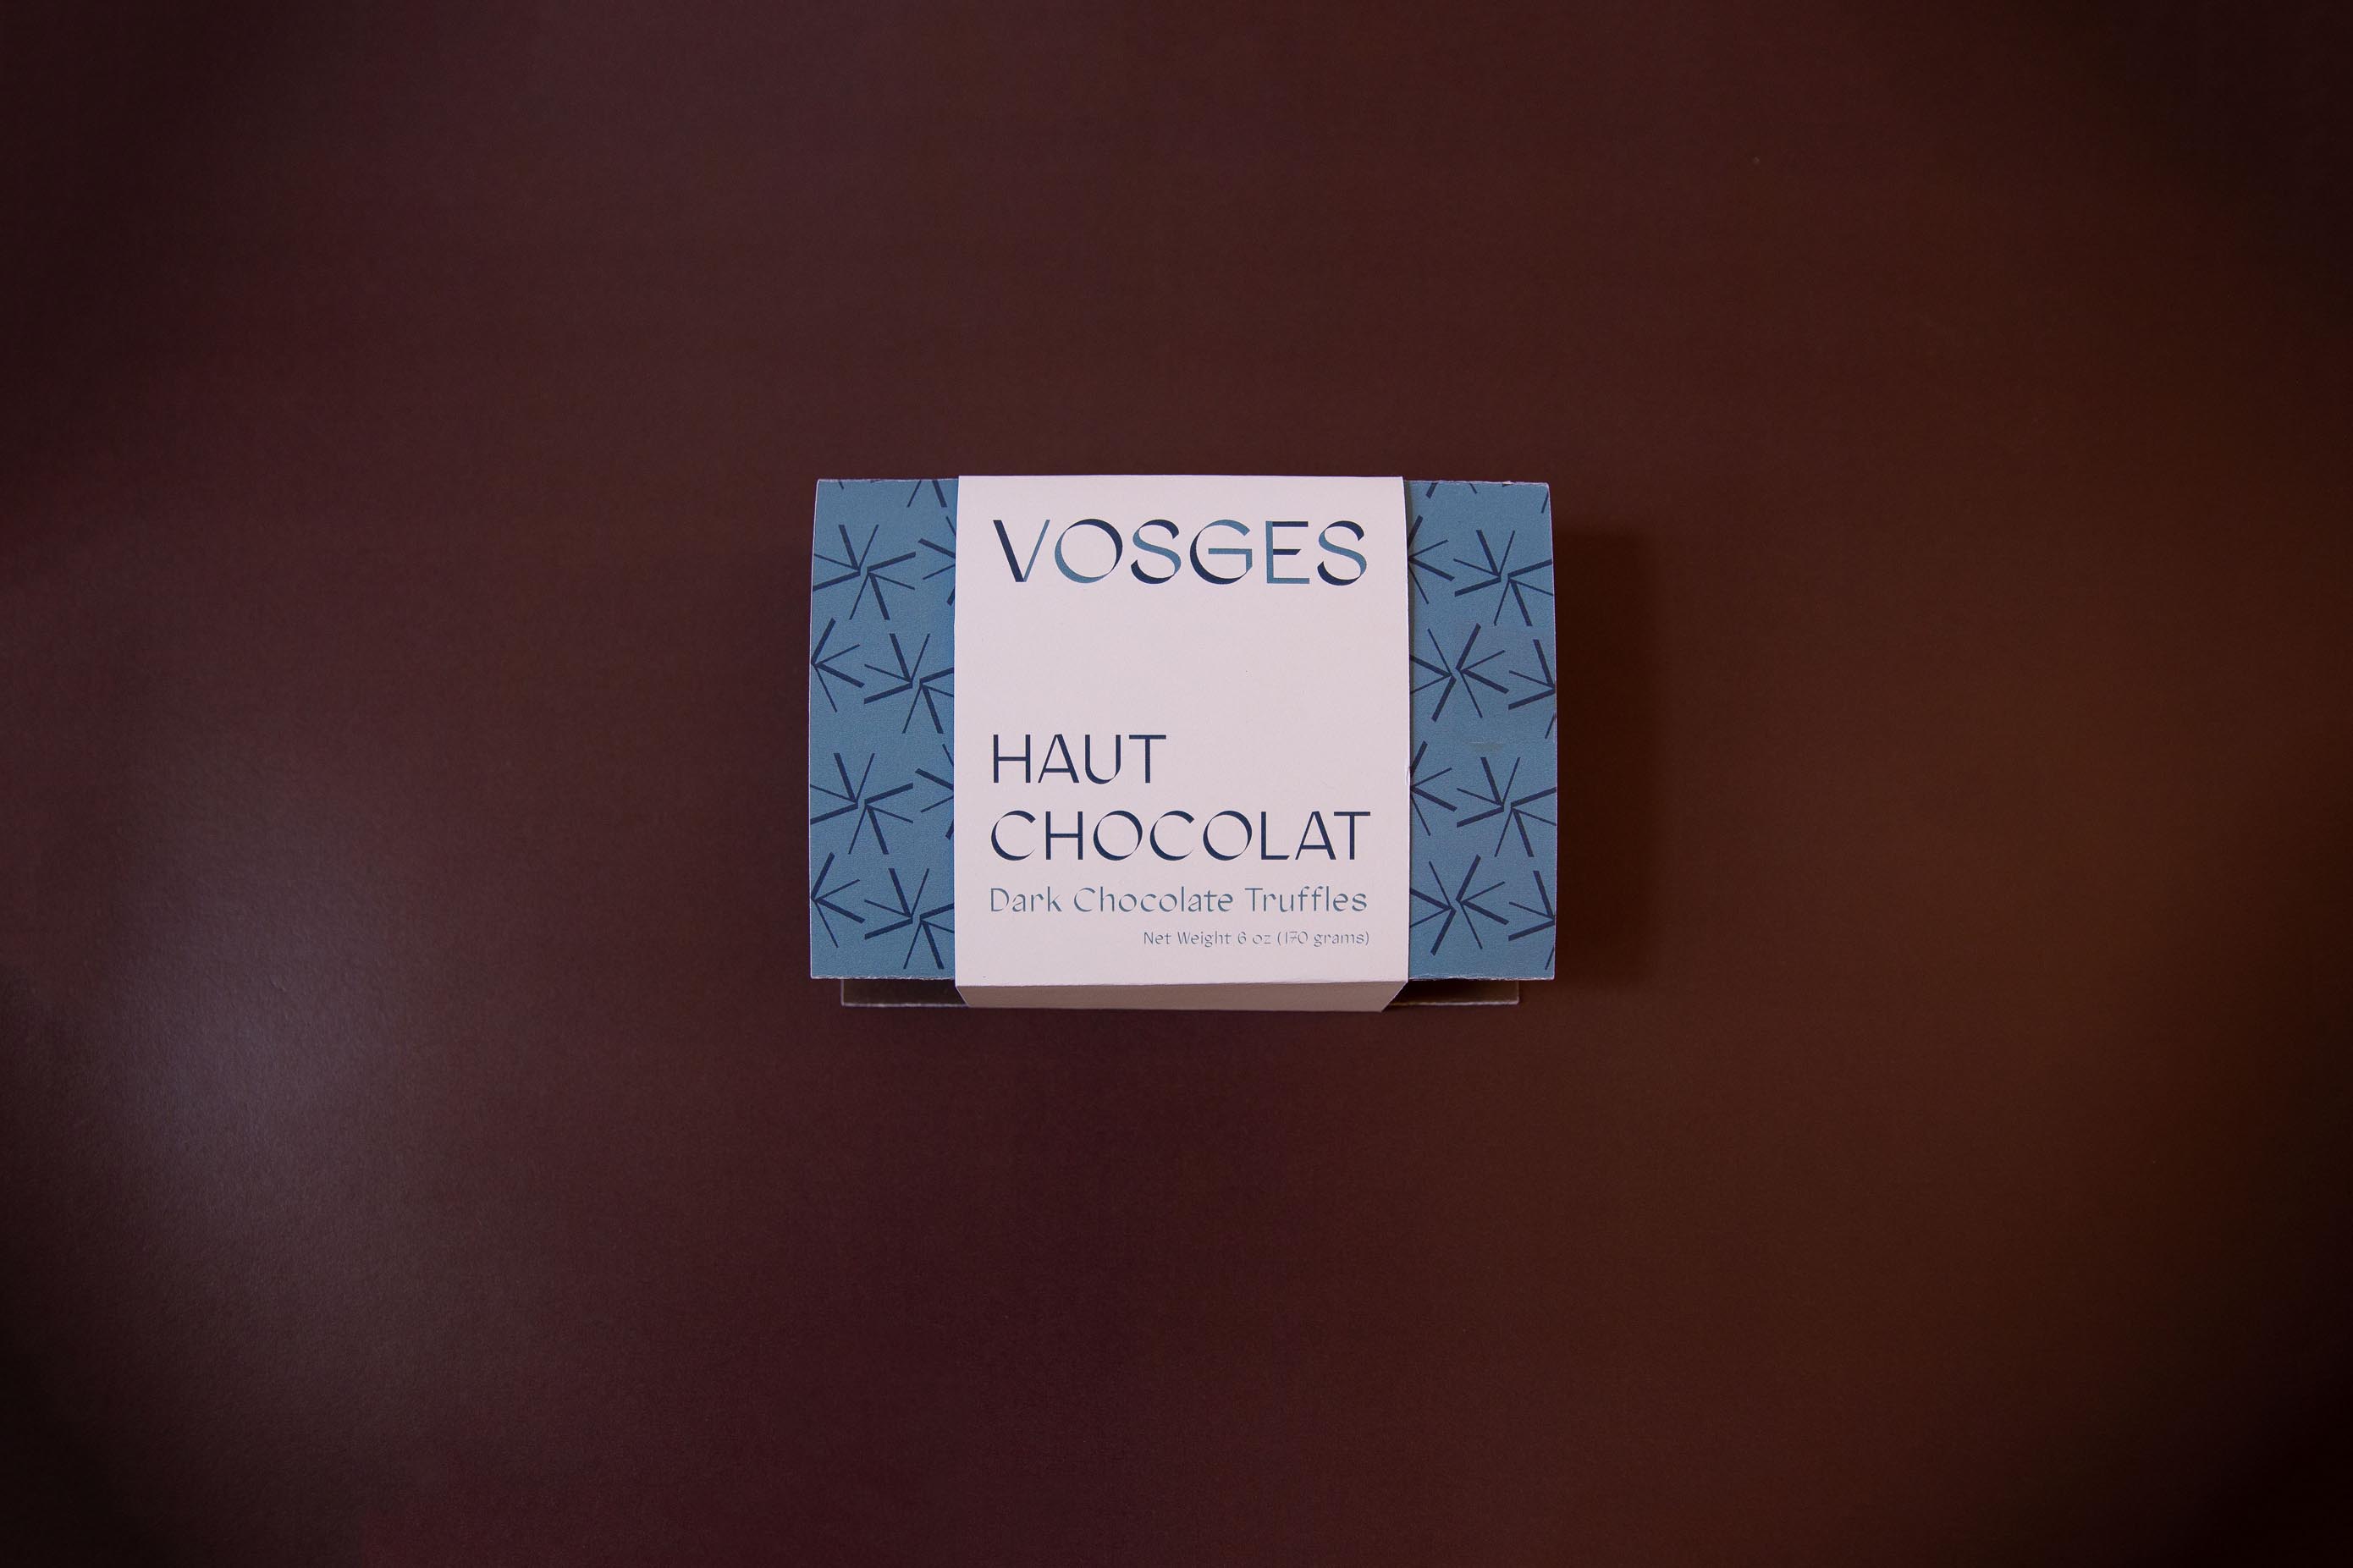 VOSGES
HAUT
CHOCOLAT
Dark Chocolate Truffles
Net Weight 6 oz (170 grams)